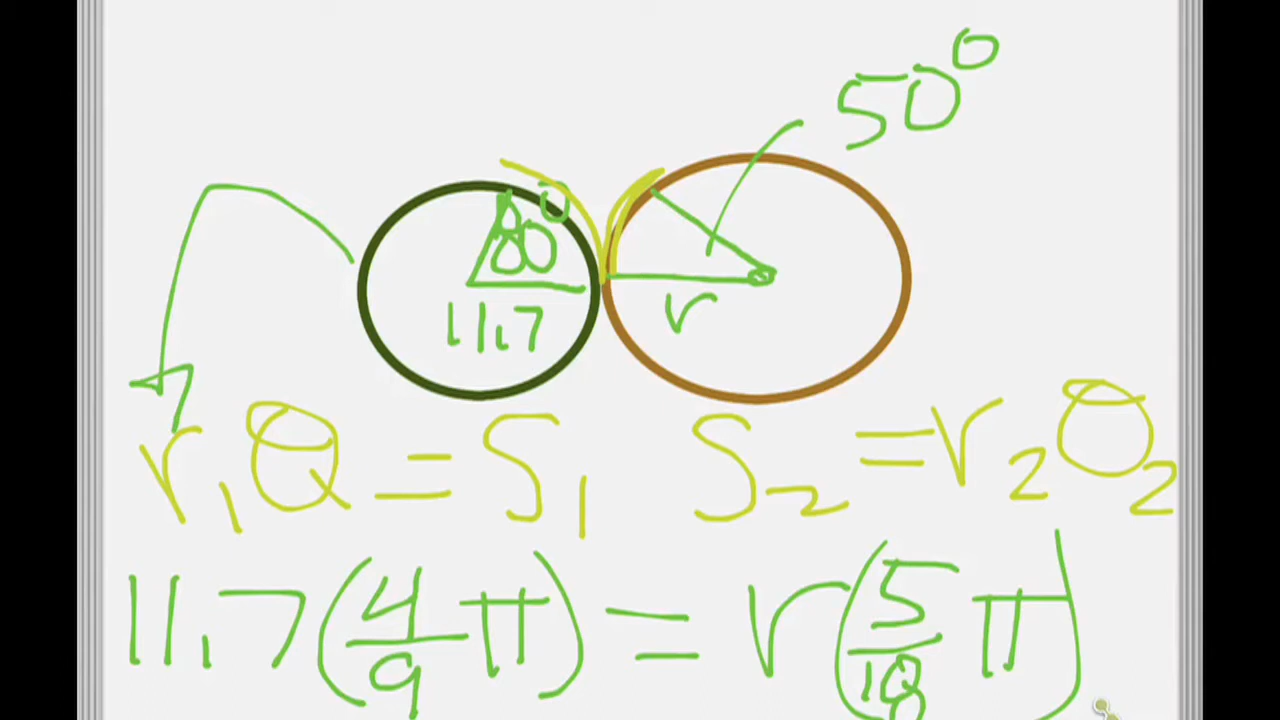 50°
80°
11.7
r
r₁θ = S₁ S₂ = r₂θ₂
11.7(4/9 π) = r(5/18 π)